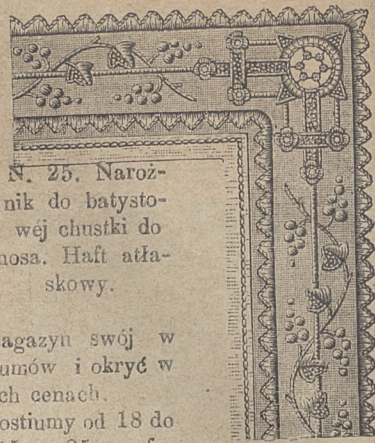 N. 25. Naroż-
nik do batysto-
wéj chustki do
nosa. Haft atła-
skowy.
agazyn swój w
umów i okryć w
ch cenach.
ostiumy od 18 do